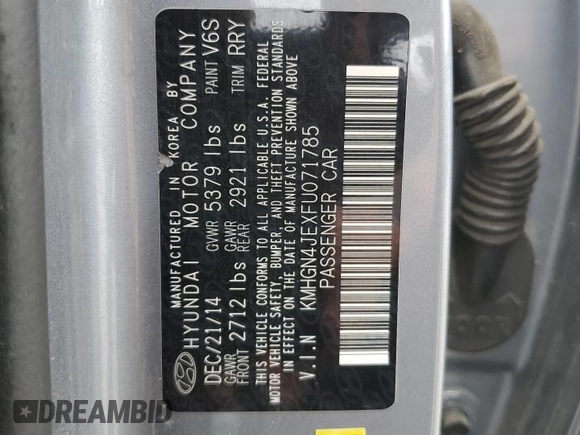 MANUFACTURED IN KOREA BY
HYUNDAI MOTOR COMPANY
DEC/21/14 GVWR 5379 lbs PAINT V6S
GAWR FRONT 2712 lbs GAWR REAR 2921 lbs TRIM RRY
THIS VEHICLE CONFORMS TO ALL APPLICABLE U.S.A. FEDERAL
MOTOR VEHICLE SAFETY, BUMPER, AND THEFT PREVENTION STANDARDS
IN EFFECT ON THE DATE OF MANUFACTURE SHOWN ABOVE
V.I.N KMHGN4JEXFU071785
PASSENGER CAR
DREAMBID